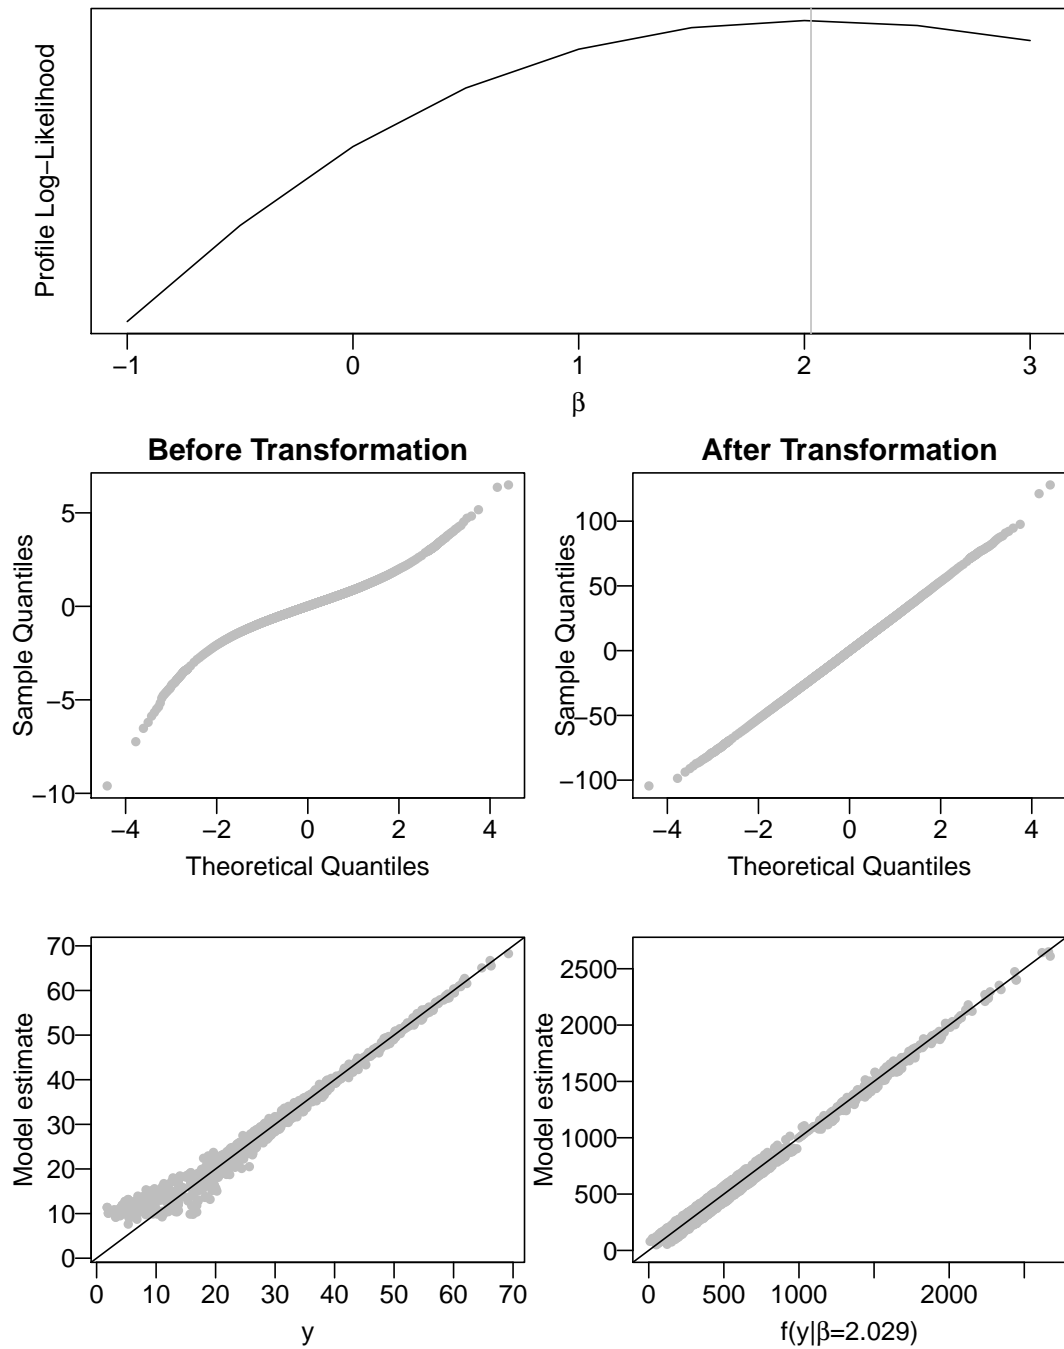 Profile Log−Likelihood
−1 0 1 2 3
β
Before Transformation
After Transformation
Sample Quantiles
5
0
−5
−10
−4 −2 0 2 4
Theoretical Quantiles
Sample Quantiles
100
50
0
−50
−100
−4 −2 0 2 4
Theoretical Quantiles
Model estimate
70
60
50
40
30
20
10
0
0 10 20 30 40 50 60 70
y
Model estimate
2500
2000
1500
1000
500
0
0 500 1000 2000
f(y|β=2.029)